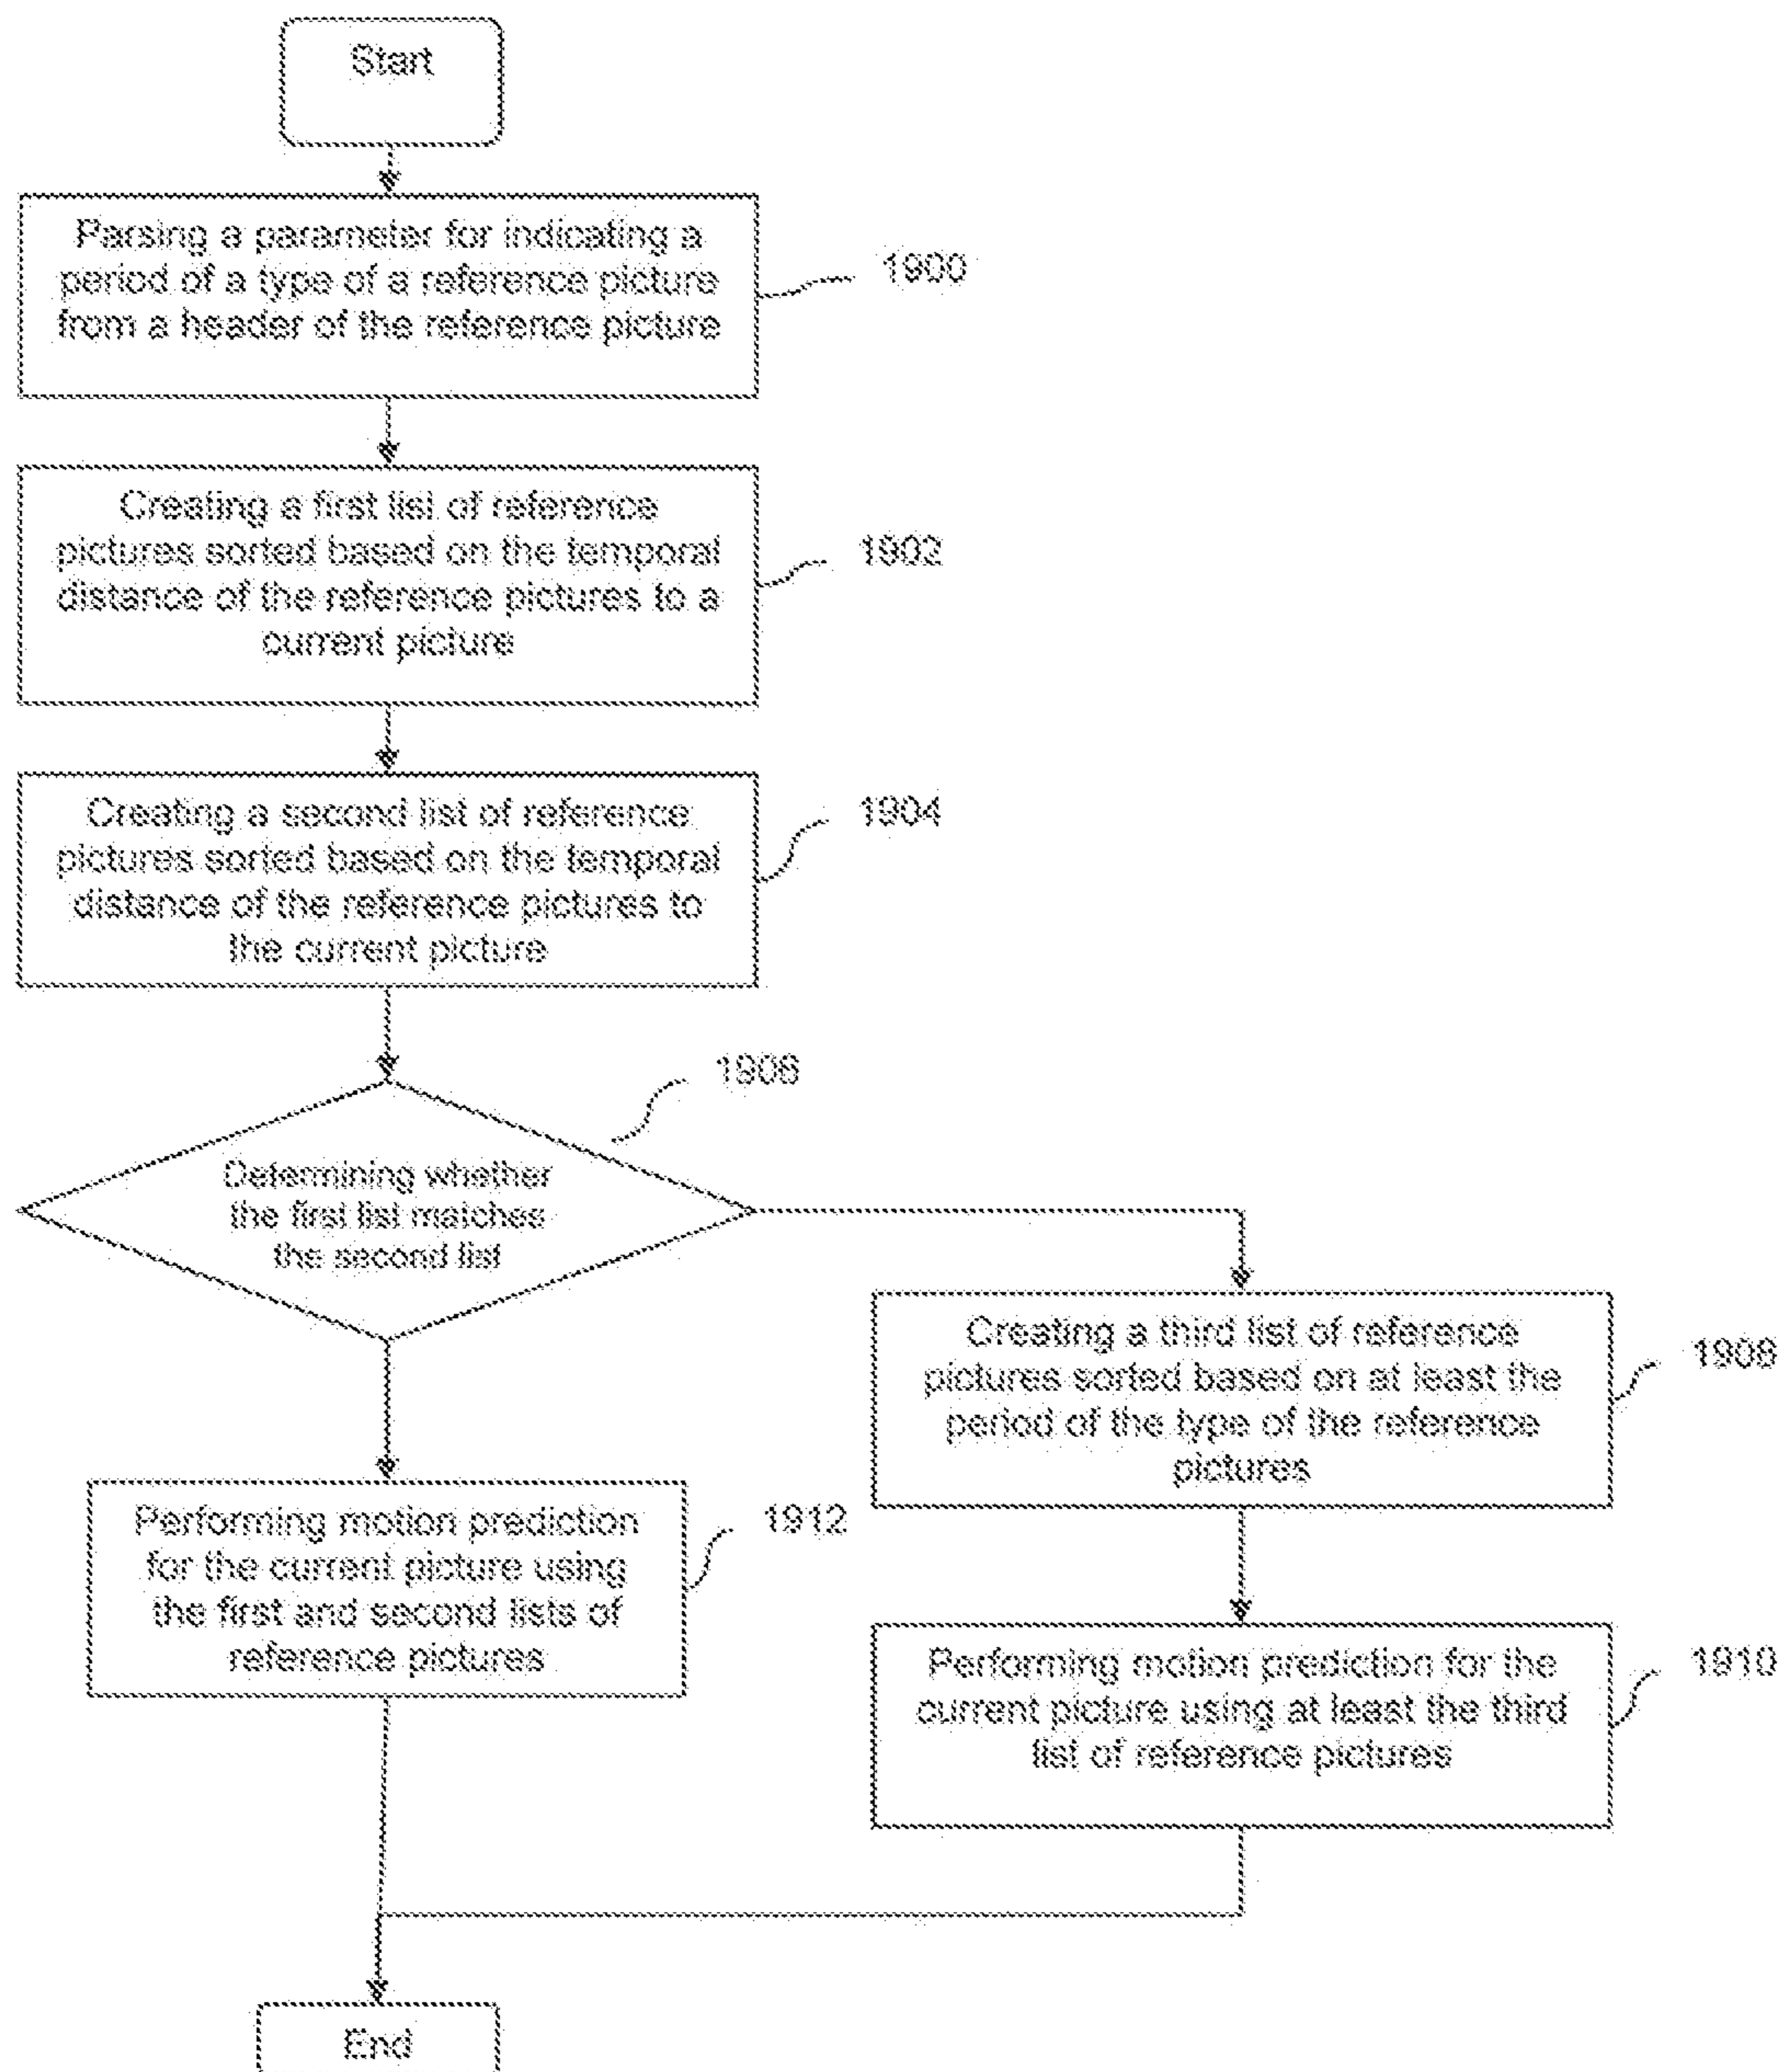 Start
Parsing a parameter for indicating a
period of a type of a reference picture
from a header of the reference picture
1900
Creating a first list of reference
pictures sorted based on the temporal
distance of the reference pictures to a
current picture
1902
Creating a second list of reference
pictures sorted based on the temporal
distance of the reference pictures to
the current picture
1904
Determining whether
the first list matches
the second list
1906
Creating a third list of reference
pictures sorted based on at least the
period of the type of the reference
pictures
1908
Performing motion prediction
for the current picture using
the first and second lists of
reference pictures
1912
Performing motion prediction for the
current picture using at least the third
list of reference pictures
1910
End